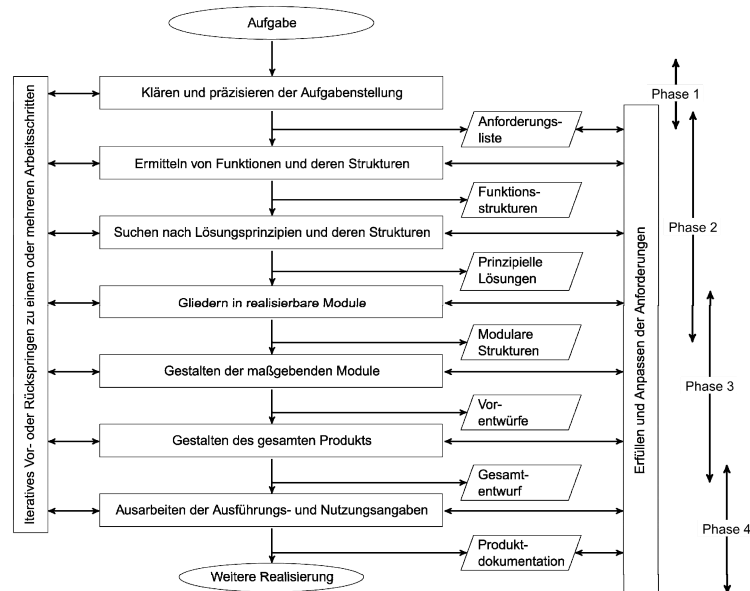 Aufgabe
Klären und präzisieren der Aufgabenstellung
Anforderungs-
liste
Ermitteln von Funktionen und deren Strukturen
Funktions-
strukturen
Suchen nach Lösungsprinzipien und deren Strukturen
Prinzipielle
Lösungen
Gliedern in realisierbare Module
Modulare
Strukturen
Gestalten der maßgebenden Module
Vor-
entwürfe
Gestalten des gesamten Produkts
Gesamt-
entwurf
Ausarbeiten der Ausführungs- und Nutzungsangaben
Produkt-
dokumentation
Weitere Realisierung
Iteratives Vor- oder Rückspringen zu einem oder mehreren Arbeitsschritten
Erfüllen und Anpassen der Anforderungen
Phase 1
Phase 2
Phase 3
Phase 4